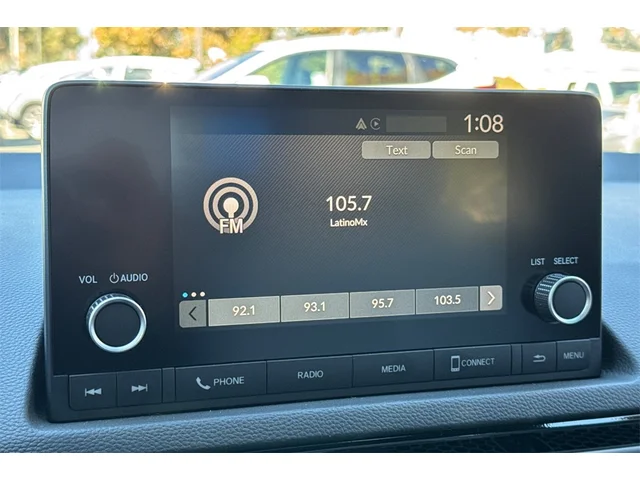 1:08
Text Scan
FM
105.7
LatinoMx
VOL AUDIO
LIST SELECT
92.1 93.1 95.7 103.5
PHONE RADIO MEDIA CONNECT MENU